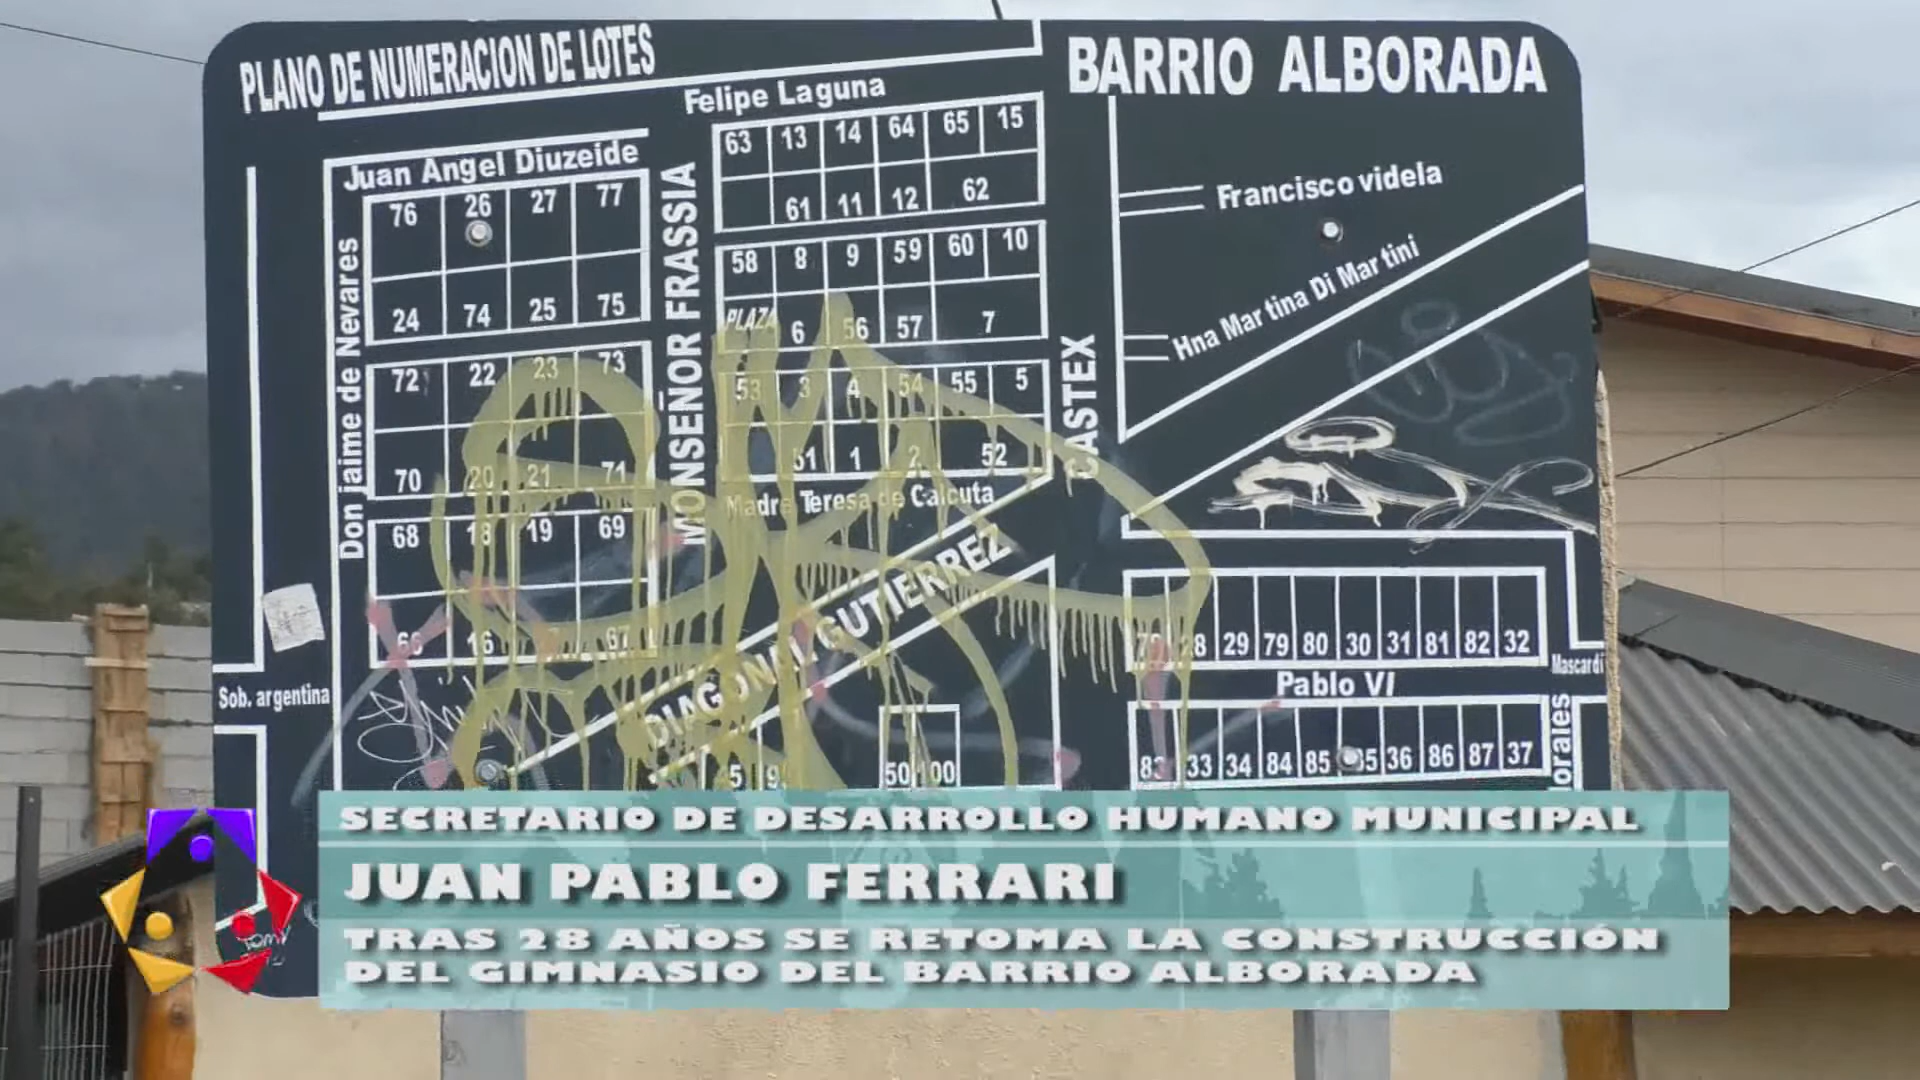 PLANO DE NUMERACION DE LOTES
BARRIO ALBORADA
Felipe Laguna
63 13 14 64 65 15
61 11 12 62
Juan Angel Diuzeide
76 26 27 77
24 74 25 75
MONSEÑOR FRASSIA
Don jaime de Nevares
58 8 9 59 60 10
PLAZA 6 56 57 7
Francisco videla
Hna Martina Di Martini
CASTEX
72 22 23 73
70 20 21 71
53 3 4 54 55 5
51 1 2 52
Madre Teresa de Calcuta
68 18 19 69
66 16 67
DIAGONAL GUTIERREZ
29 79 80 30 31 81 82 32
Mascardi
Pablo VI
33 34 84 85 36 86 87 37
Sob. argentina
50 100
TOMY
SECRETARIO DE DESARROLLO HUMANO MUNICIPAL
JUAN PABLO FERRARI
TRAS 28 AÑOS SE RETOMA LA CONSTRUCCIÓN
DEL GIMNASIO DEL BARRIO ALBORADA